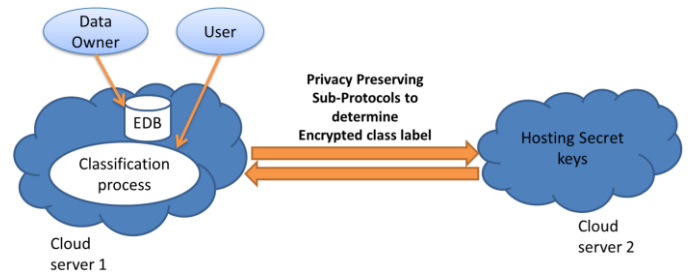 Data
Owner
User
EDB
Classification
process
Cloud
server 1
Privacy Preserving
Sub-Protocols to
determine
Encrypted class label
Hosting Secret
keys
Cloud
server 2